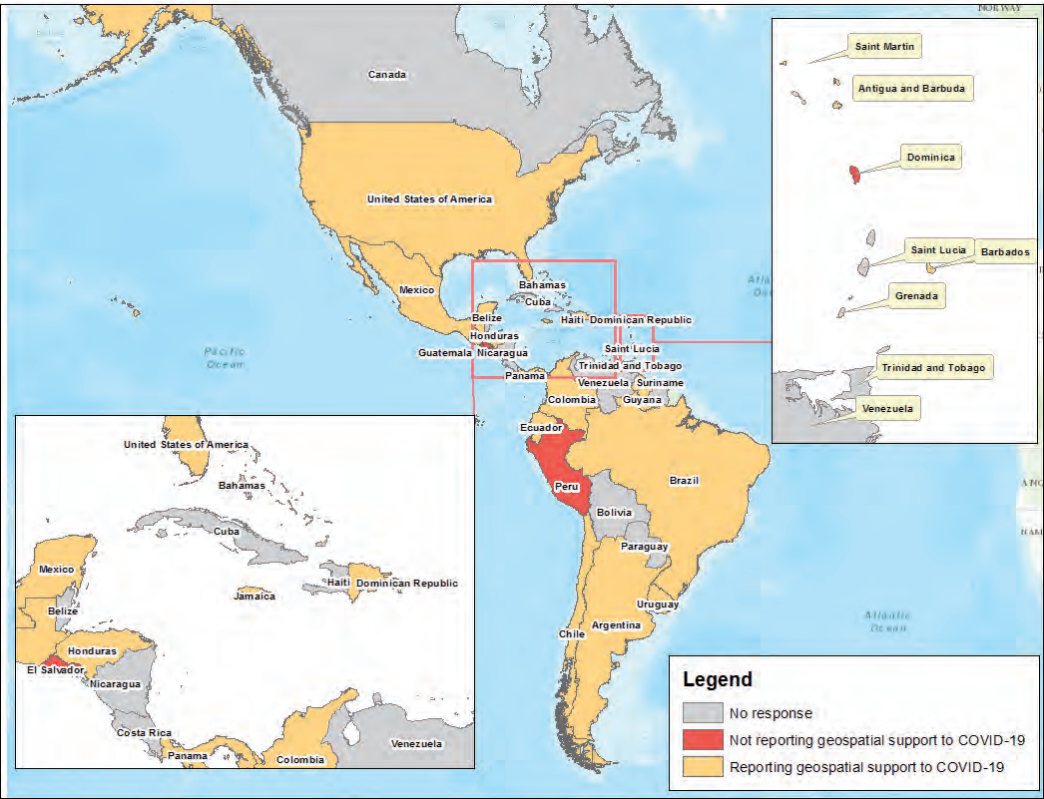 NORWAY
Canada
United States of America
Mexico
Bahamas
Cuba
Belize
Haiti
Dominican Republic
Honduras
Guatemala
Nicaragua
Saint Lucia
Trinidad and Tobago
Panama
Venezuela
Suriname
Colombia
Guyana
Ecuador
Peru
Brazil
Bolivia
Paraguay
Uruguay
Argentina
Chile
Pacific
Ocean
Atlantic
Ocean
Saint Martin
Antigua and Barbuda
Dominica
Saint Lucia
Barbados
Grenada
Trinidad and Tobago
Venezuela
United States of America
Bahamas
Cuba
Mexico
Haiti
Dominican Republic
Jamaica
Belize
Honduras
El Salvador
Nicaragua
Costa Rica
Panama
Colombia
Venezuela
Legend
No response
Not reporting geospatial support to COVID-19
Reporting geospatial support to COVID-19